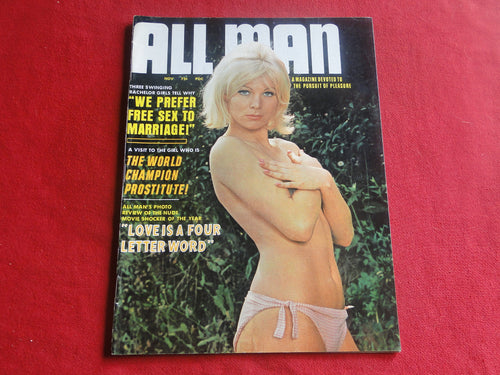 ALL MAN
NOV 75¢ PDC
A MAGAZINE DEVOTED TO
THE PURSUIT OF PLEASURE
THREE SWINGING
BACHELOR GIRLS TELL WHY
"WE PREFER
FREE SEX TO
MARRIAGE!"
A VISIT TO THE GIRL WHO IS
THE WORLD
CHAMPION
PROSTITUTE!
ALL MAN'S PHOTO
REVIEW OF THE NUDE
MOVIE SHOCKER OF THE YEAR
"LOVE IS A FOUR
LETTER WORD"